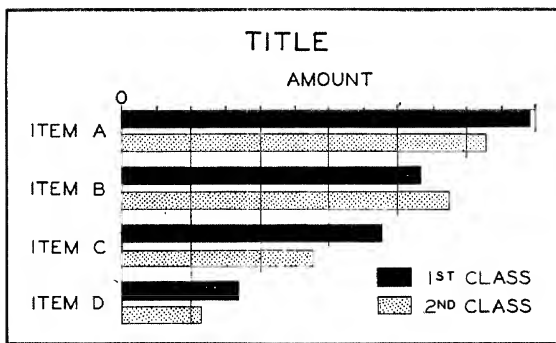 TITLE
AMOUNT
0
ITEM A
ITEM B
ITEM C
ITEM D
1ST CLASS
2ND CLASS